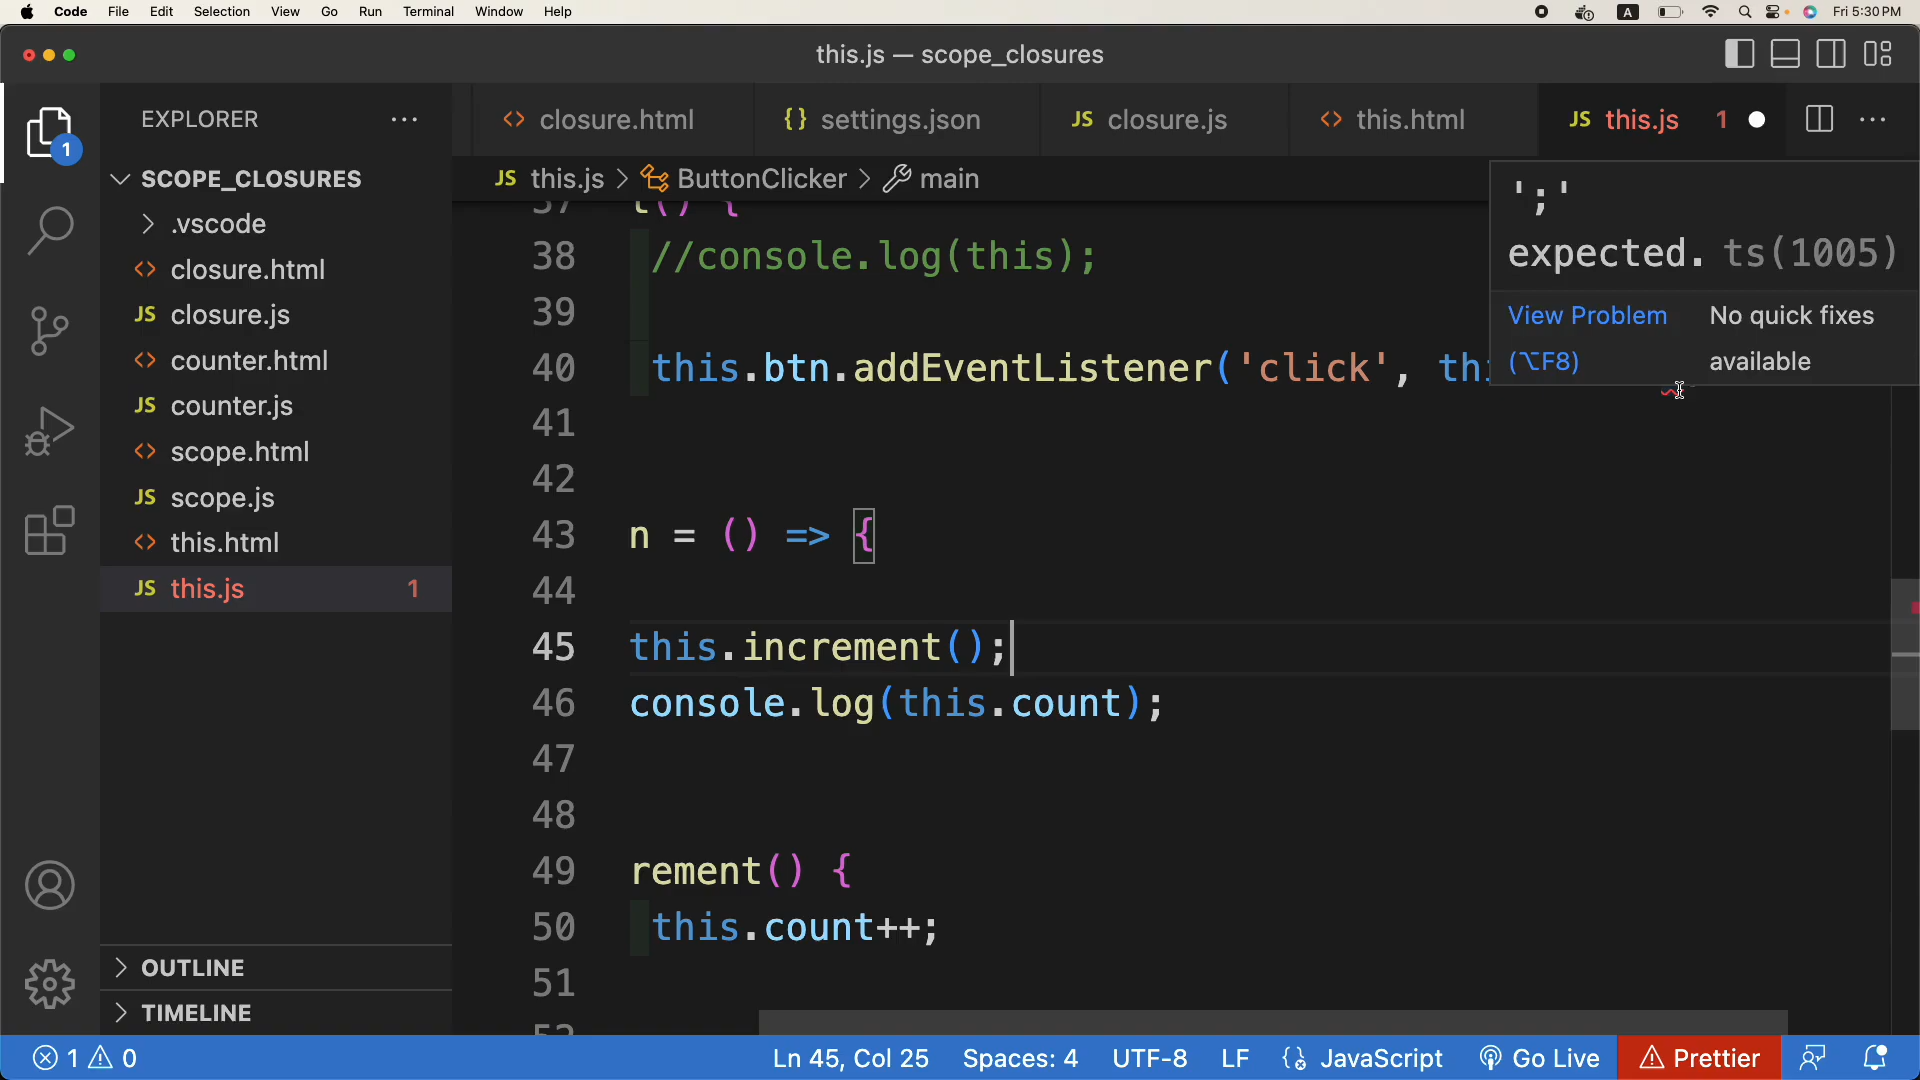 Code File Edit Selection View Go Run Terminal Window Help A Fri 5:30 PM
this.js — scope_closures
EXPLORER ···
closure.html {} settings.json JS closure.js this.html JS this.js 1
JS this.js > ButtonClicker > main
SCOPE_CLOSURES
.vscode
closure.html
JS closure.js
counter.html
JS counter.js
scope.html
JS scope.js
this.html
JS this.js 1
OUTLINE
TIMELINE
37 t() {
38 //console.log(this);
39
40 this.btn.addEventListener('click', thi
41
42
43 n = () => {
44
45 this.increment();
46 console.log(this.count);
47
48
49 rement() {
50 this.count++;
51
52
';'
expected. ts(1005)
View Problem
(⌥F8)
No quick fixes
available
1 0 Ln 45, Col 25 Spaces: 4 UTF-8 LF JavaScript Go Live Prettier